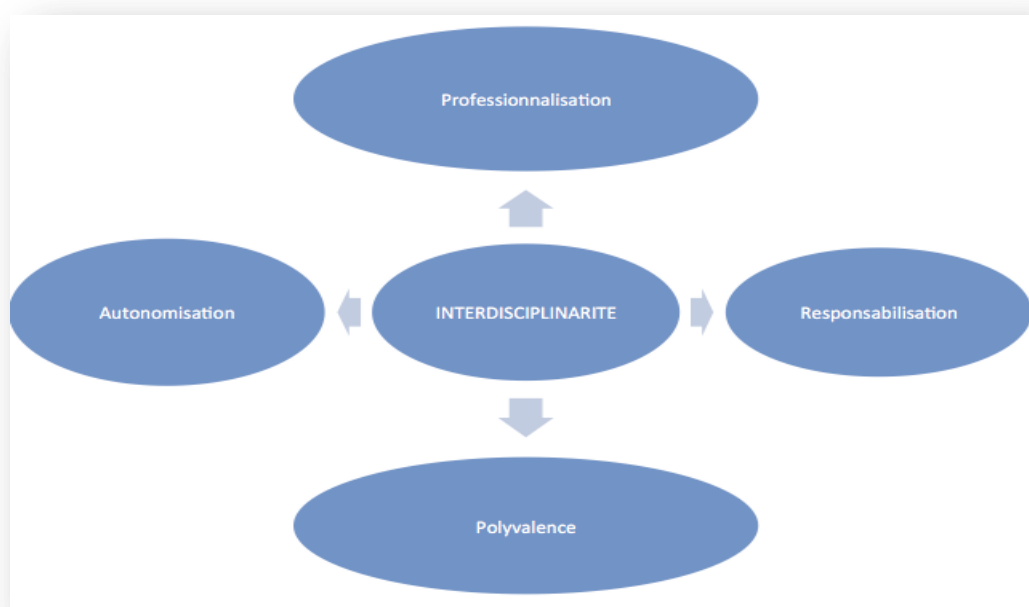 Professionnalisation
Autonomisation
INTERDISCIPLINARITE
Responsabilisation
Polyvalence